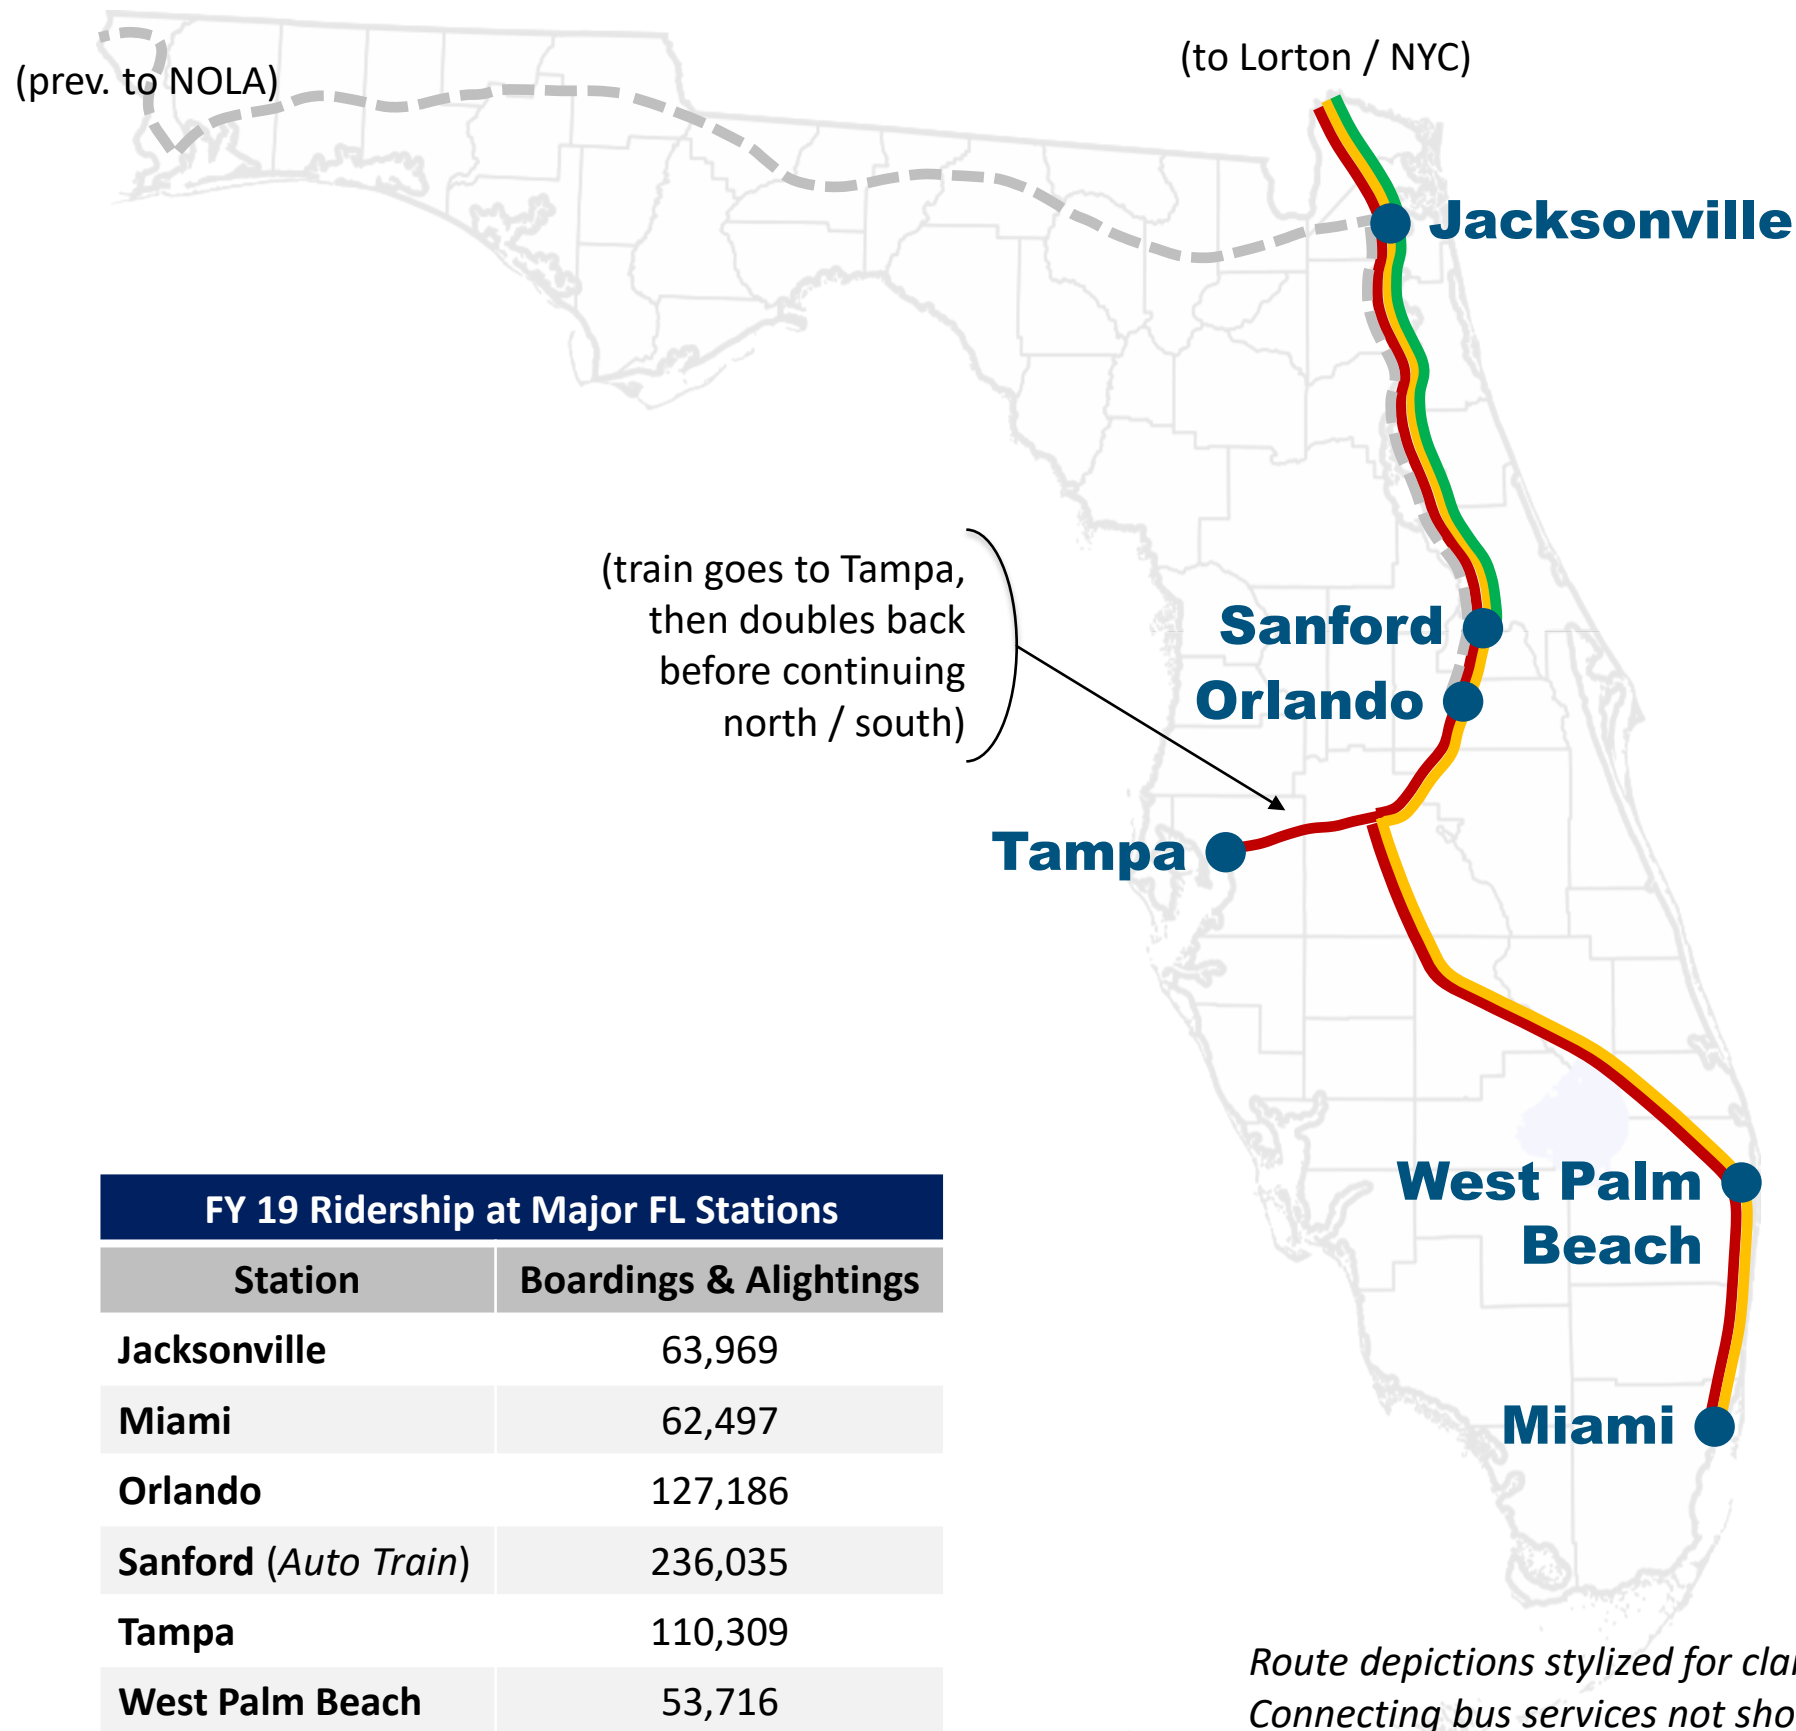 (prev. to NOLA)
(to Lorton / NYC)
Jacksonville
(train goes to Tampa,
then doubles back
before continuing
north / south)
Sanford
Orlando
Tampa
West Palm
Beach
Miami
FY 19 Ridership at Major FL Stations
Station Boardings & Alightings
Jacksonville 63,969
Miami 62,497
Orlando 127,186
Sanford (Auto Train) 236,035
Tampa 110,309
West Palm Beach 53,716
Route depictions stylized for
Connecting bus services not